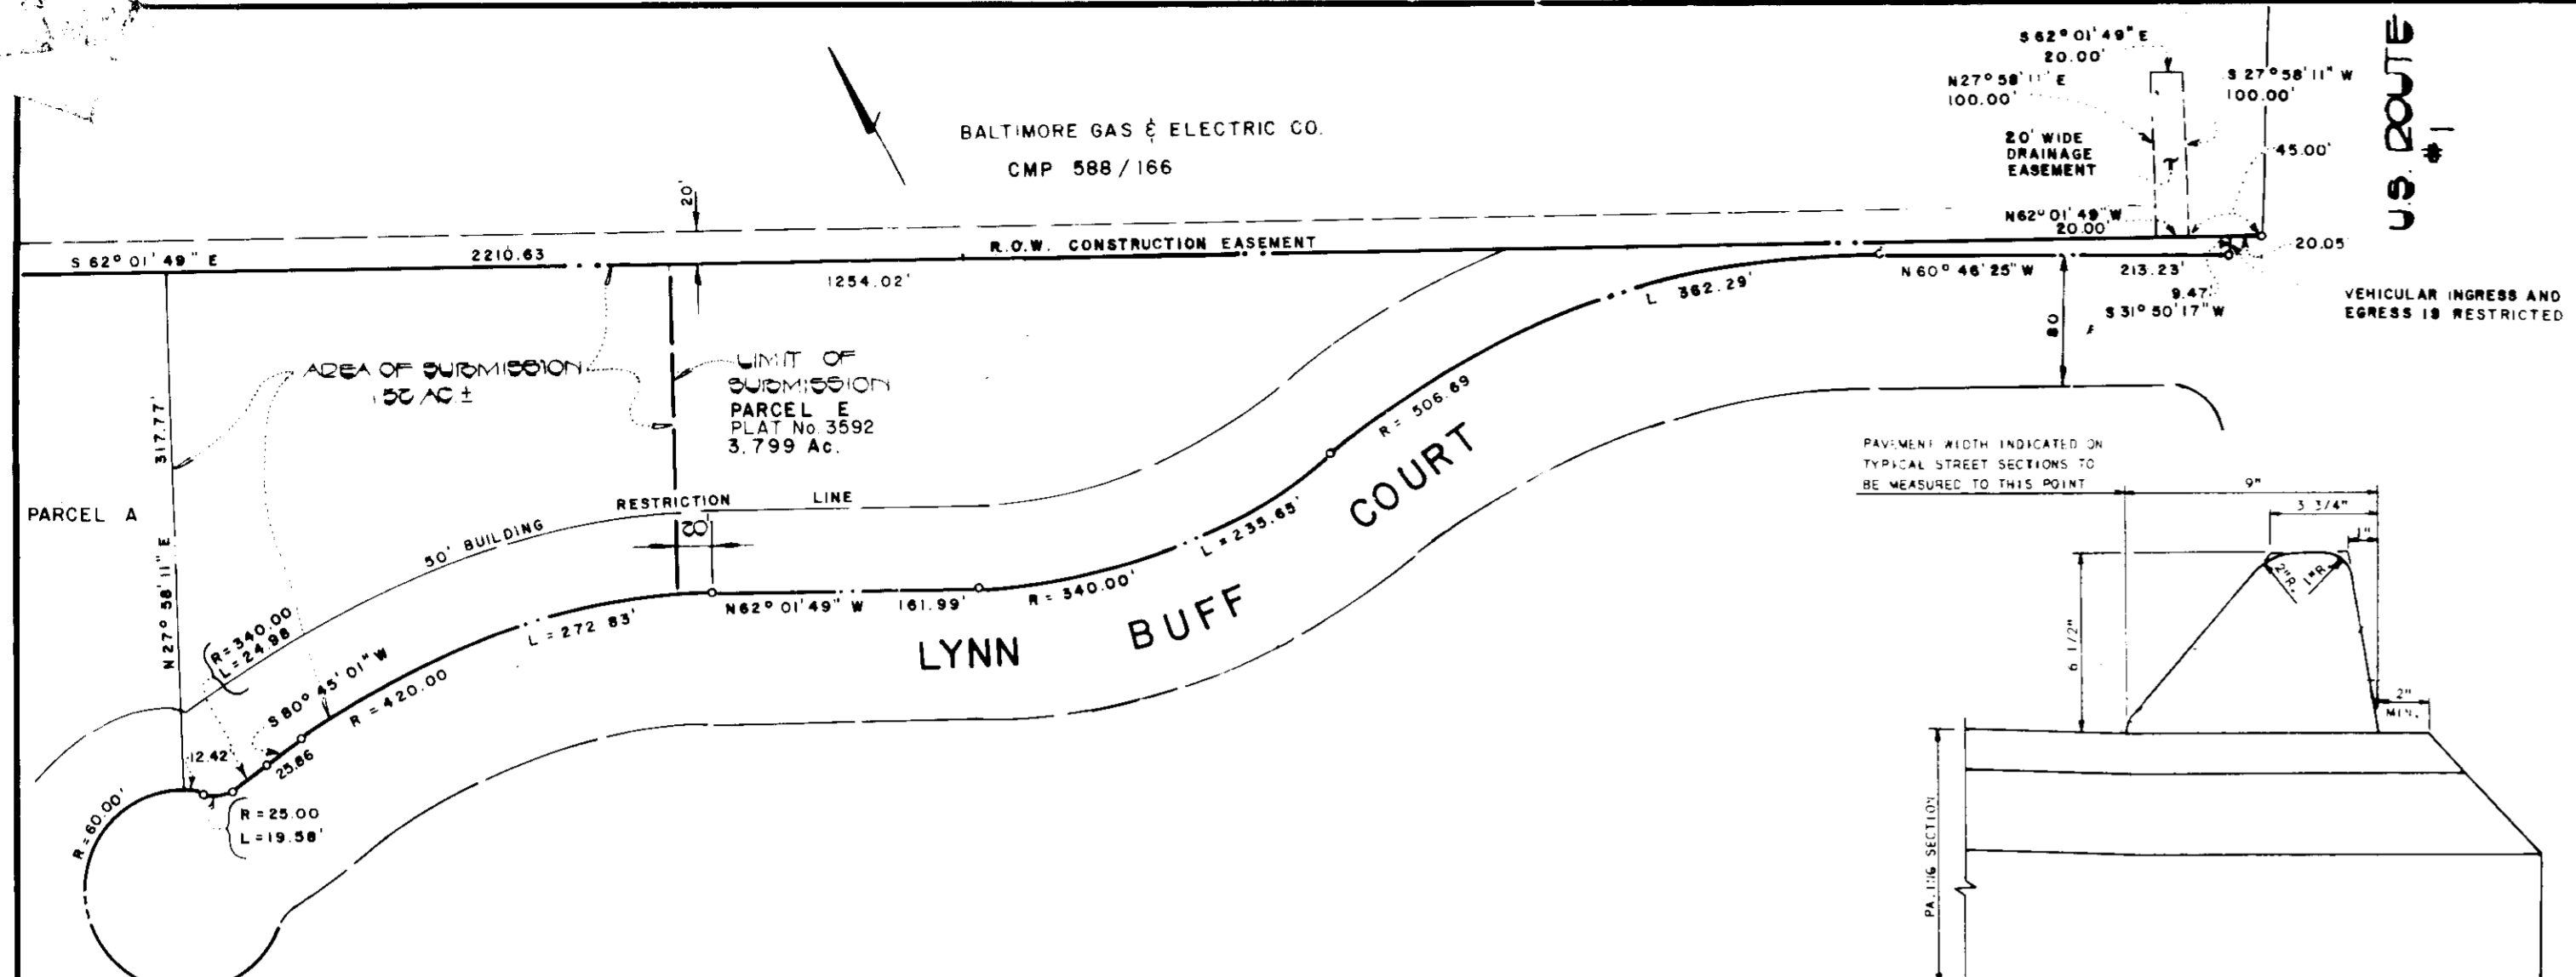 S 62° 01' 49" E
20.00'
N27° 58' 11" E
100.00'
S 27° 58' 11" W
100.00'
U.S. ROUTE
#1
BALTIMORE GAS & ELECTRIC CO.
CMP 588 / 166
20' WIDE
DRAINAGE
EASEMENT
45.00'
20'
N62° 01' 49" W
20.00'
20.05'
S 62° 01' 49" E
2210.63
R.O.W. CONSTRUCTION EASEMENT
1254.02'
L 362.29'
N 60° 46' 25" W
213.23'
9.47'
S 31° 50' 17" W
VEHICULAR INGRESS AND
EGRESS IS RESTRICTED
80
AREA OF SUBMISSION
LIMIT OF
SUBMISSION
PARCEL E
PLAT No. 3592
3.799 Ac.
317.77'
N 27° 58' 11" E
R = 506.69
PAVEMENT WIDTH INDICATED ON
TYPICAL STREET SECTIONS TO
BE MEASURED TO THIS POINT
9"
3 3/4"
1"
2"R.
1"R.
6 1/2"
2"
MIN.
PARCEL A
50' BUILDING RESTRICTION LINE
L = 235.65'
COURT
R=340.00
L=24.98
S 80° 45' 01" W
R = 420.00
L = 272.83'
N62° 01' 49" W
161.99'
R = 340.00'
LYNN BUFF
12.42'
25.86
R = 60.00'
R = 25.00
L = 19.58'
PAVING SECTION